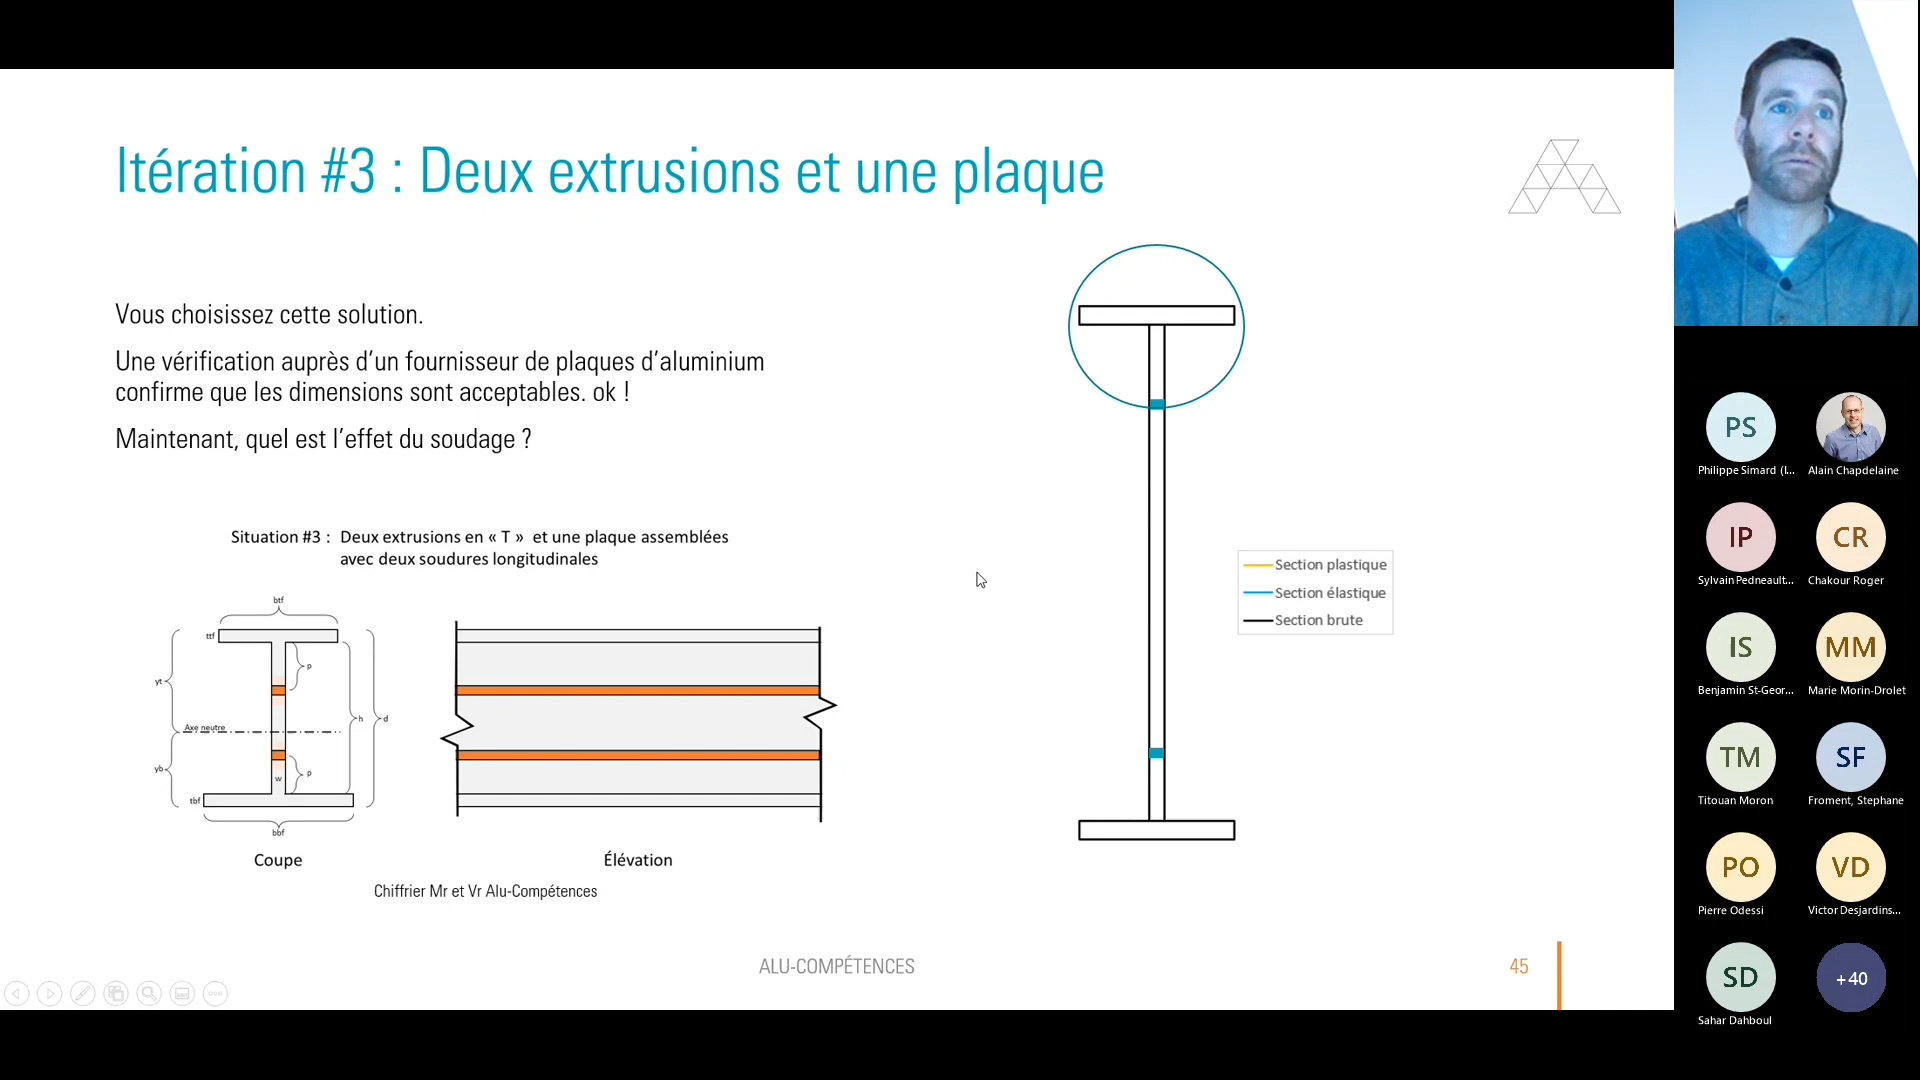 Itération #3 : Deux extrusions et une plaque
Vous choisissez cette solution.
Une vérification auprès d’un fournisseur de plaques d’aluminium
confirme que les dimensions sont acceptables. ok !
Maintenant, quel est l’effet du soudage ?
Situation #3 : Deux extrusions en « T » et une plaque assemblées
avec deux soudures longitudinales
btf
ttf
p
yt
h
d
Axe neutre
yb
p
w
tbf
bbf
Coupe
Élévation
Chiffrier Mr et Vr Alu-Compétences
Section plastique
Section élastique
Section brute
ALU-COMPÉTENCES
45
PS
Philippe Simard (I...
Alain Chapdelaine
IP
Sylvain Pedneault...
CR
Chakour Roger
IS
Benjamin St-Geor...
MM
Marie Morin-Drolet
TM
Titouan Moron
SF
Froment, Stephane
PO
Pierre Odessi
VD
Victor Desjardins...
SD
Sahar Dahboul
+40